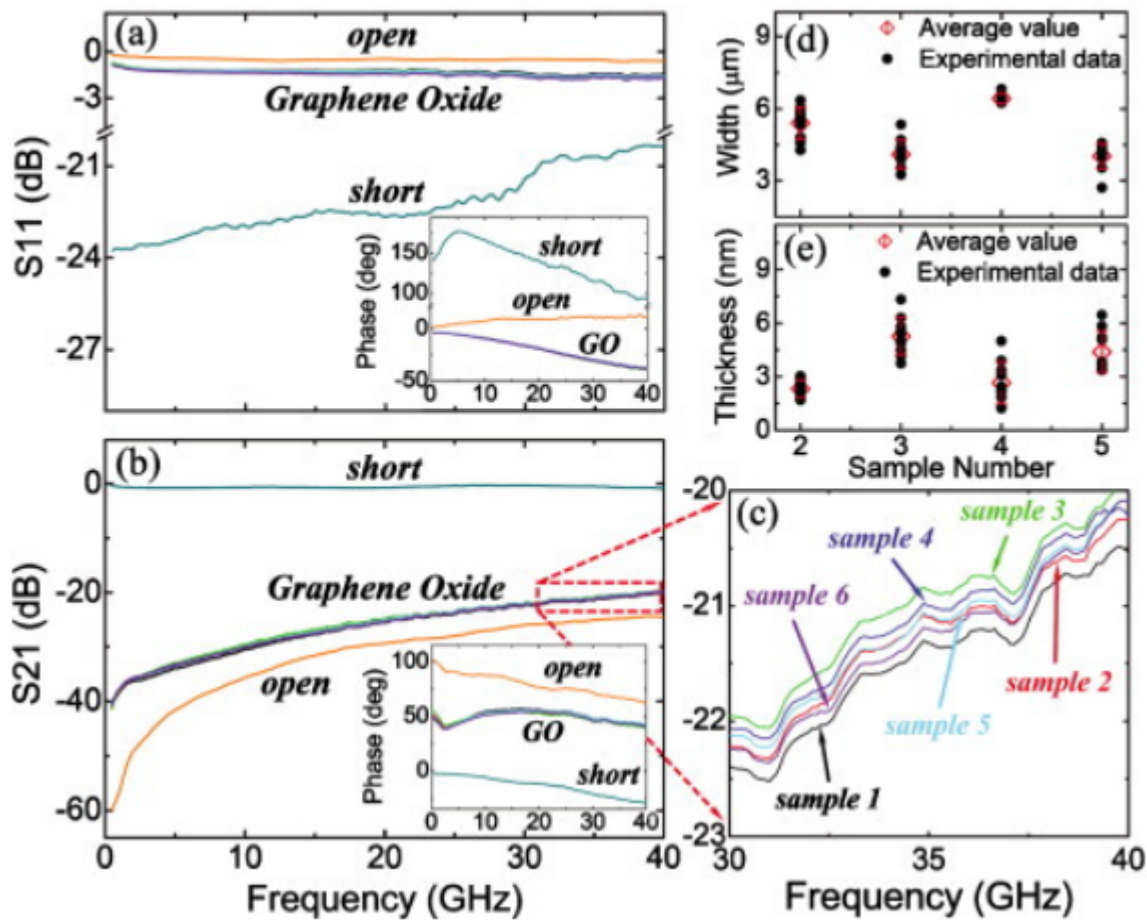 (a)
open
Graphene Oxide
short
S11 (dB)
0
-3
-21
-24
-27
Phase (deg)
150
100
0
-50
short
open
GO
0 10 20 30 40
(b)
short
Graphene Oxide
open
S21 (dB)
0
-20
-40
-60
Phase (deg)
100
50
0
open
GO
short
0 10 20 30 40
0 10 20 30 40
Frequency (GHz)
(d)
Average value
Experimental data
Width (μm)
9
6
3
(e)
Average value
Experimental data
Thickness (nm)
9
6
3
0
2 3 4 5
Sample Number
(c)
sample 3
sample 4
sample 6
sample 2
sample 5
sample 1
-20
-21
-22
-23
30 35 40
Frequency (GHz)